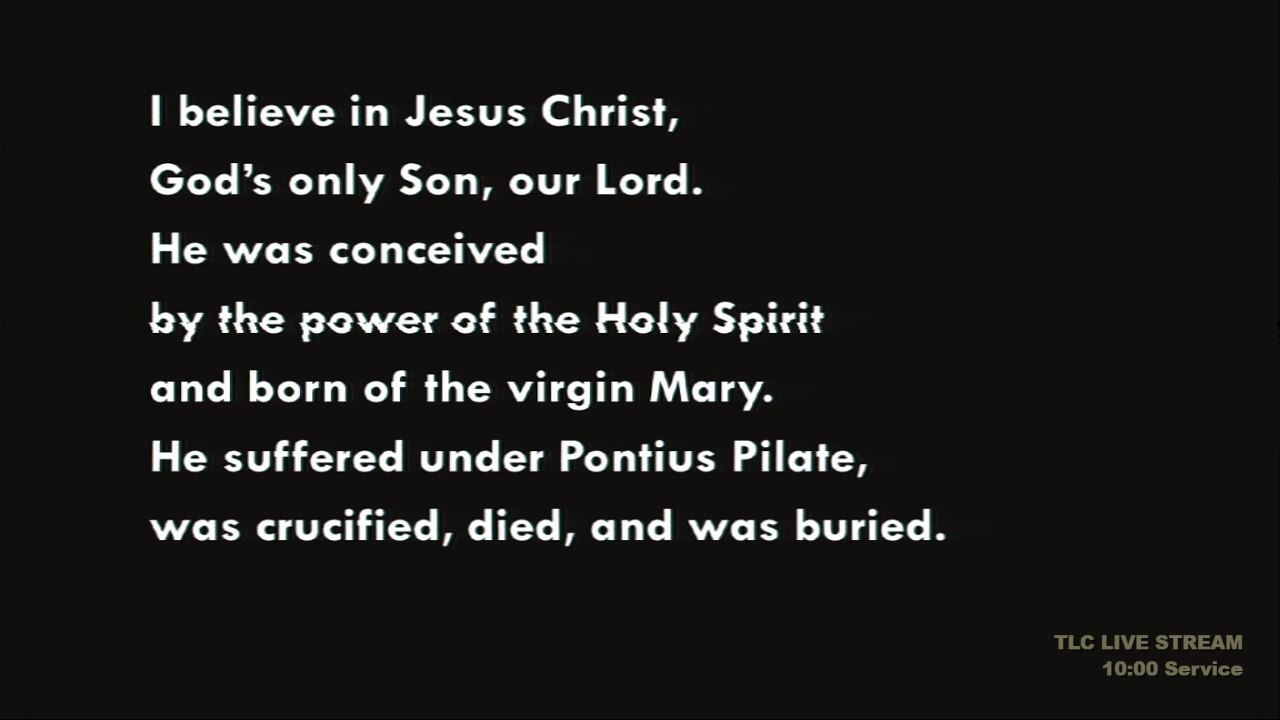 I believe in Jesus Christ,
God’s only Son, our Lord.
He was conceived
by the power of the Holy Spirit
and born of the virgin Mary.
He suffered under Pontius Pilate,
was crucified, died, and was buried.
TLC LIVE STREAM
10:00 Service